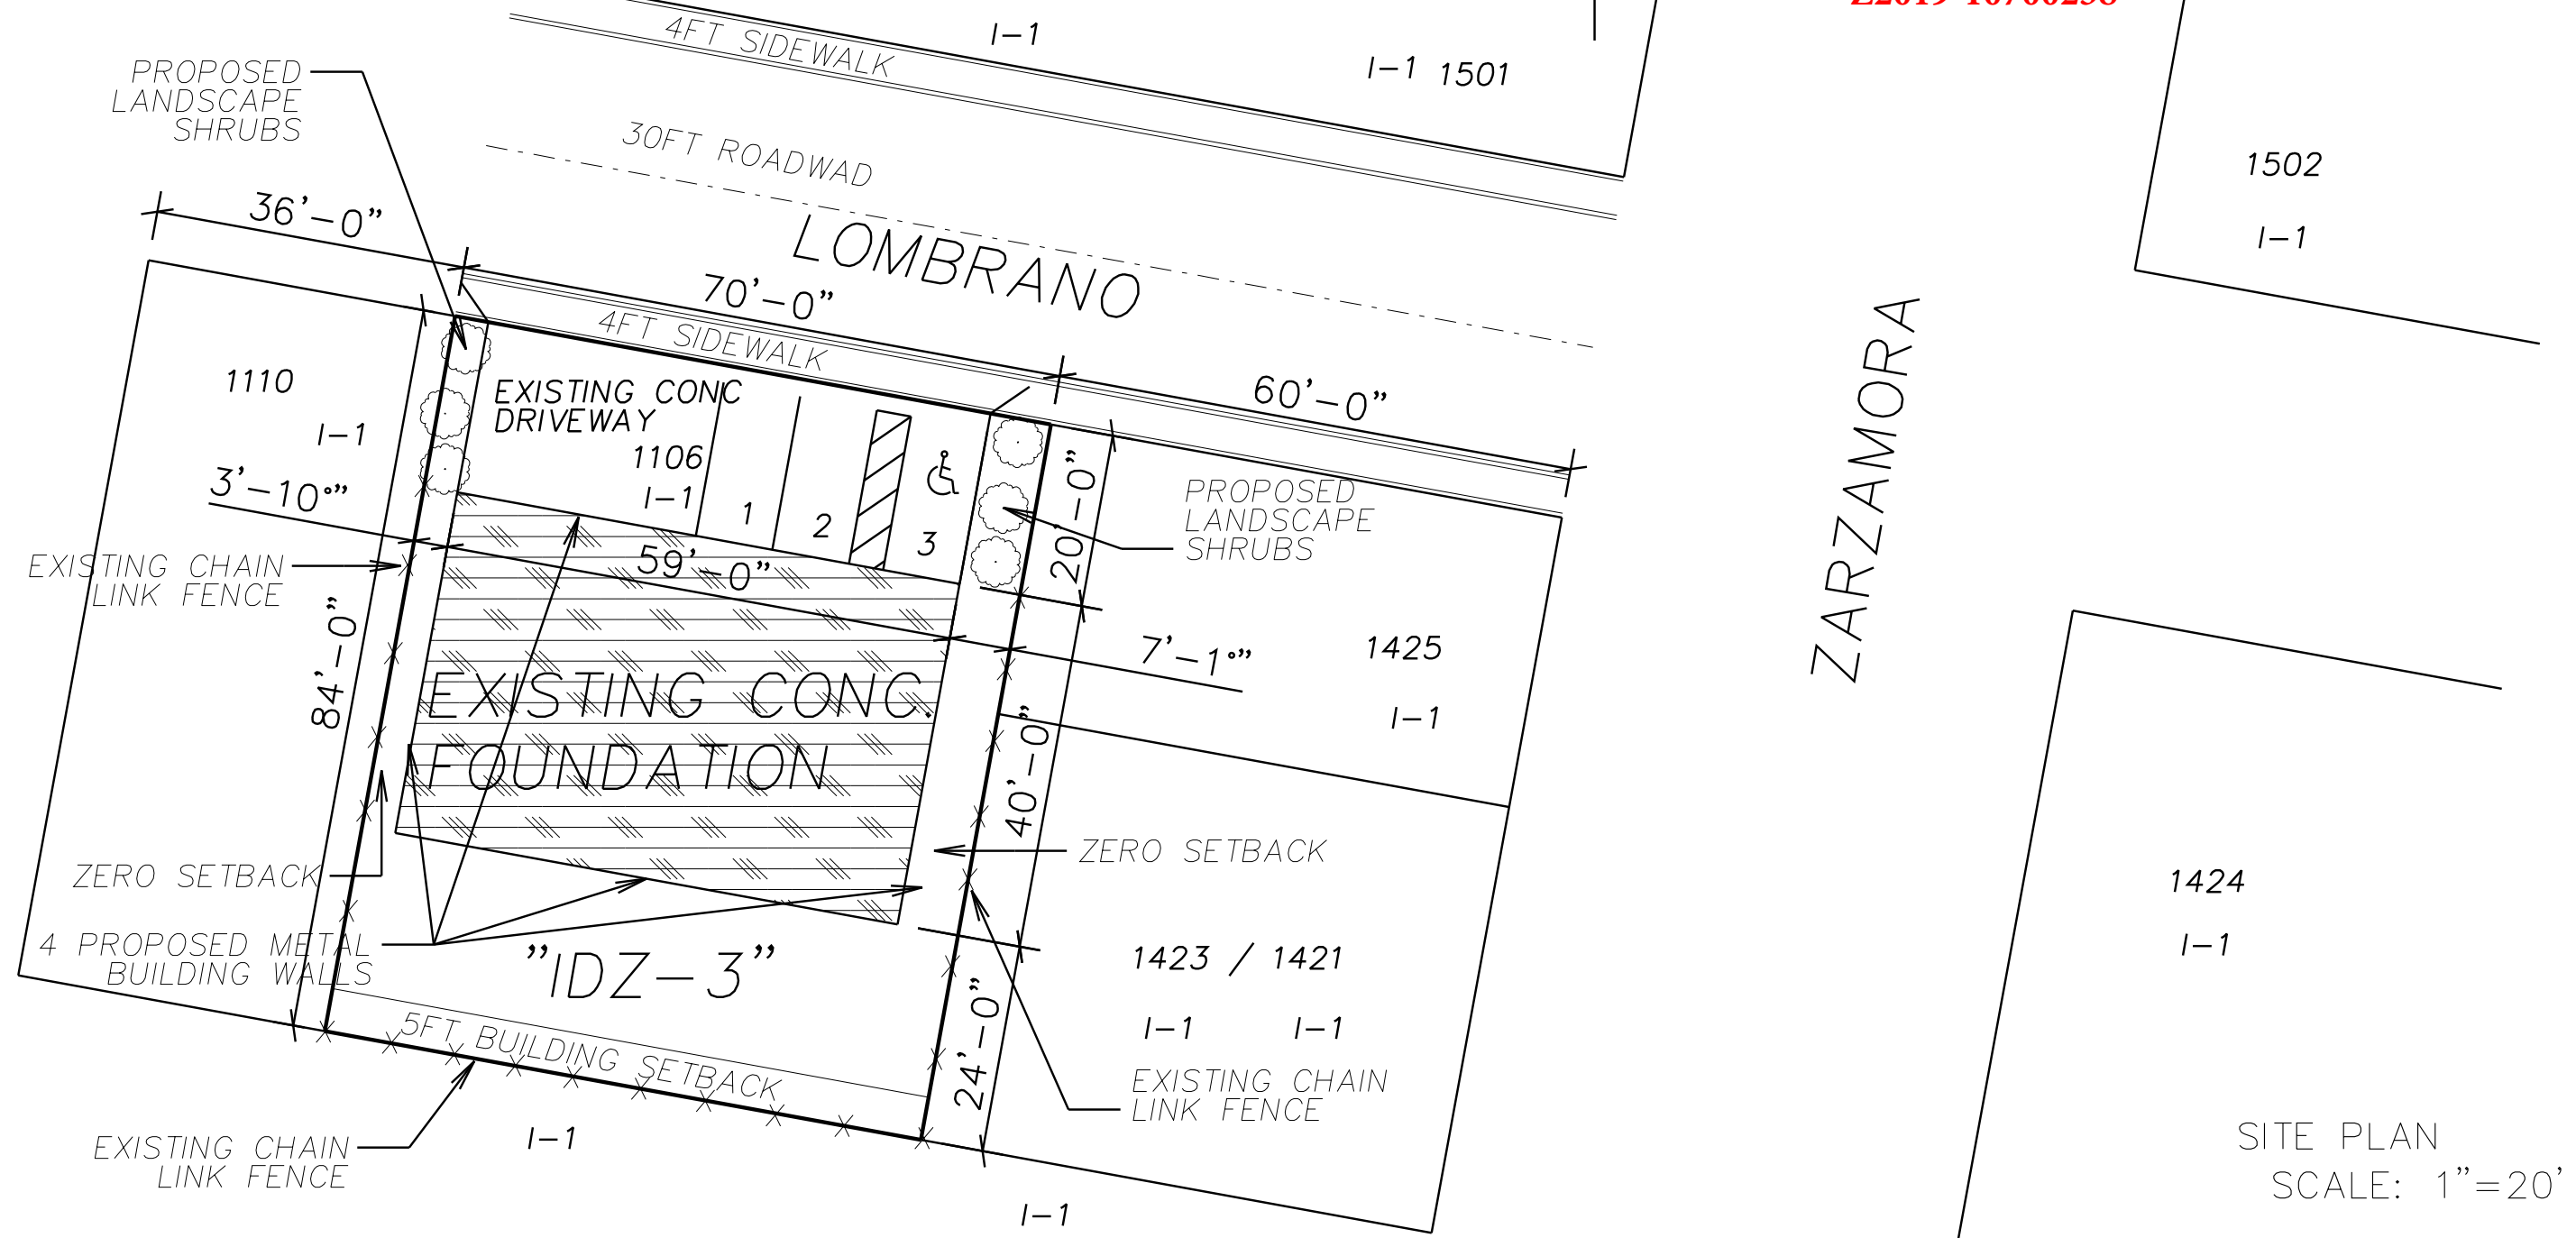 4FT SIDEWALK
I-1
I-1 1501
PROPOSED
LANDSCAPE
SHRUBS
30FT ROADWAD
1502
I-1
36'-0"
LOMBRANO
70'-0"
4FT SIDEWALK
60'-0"
ZARZAMORA
1110
I-1
EXISTING CONC
DRIVEWAY
1106
I-1
1
2
3
3'-10°"
20'-0"
PROPOSED
LANDSCAPE
SHRUBS
EXISTING CHAIN
LINK FENCE
59'-0"
84'-0"
7'-1°"
1425
I-1
EXISTING CONC.
FOUNDATION
40'-0"
ZERO SETBACK
ZERO SETBACK
1424
I-1
4 PROPOSED METAL
BUILDING WALLS
"IDZ-3"
1423 / 1421
I-1 I-1
24'-0"
5FT BUILDING SETBACK
EXISTING CHAIN
LINK FENCE
EXISTING CHAIN
LINK FENCE
I-1
I-1
SITE PLAN
SCALE: 1"=20'